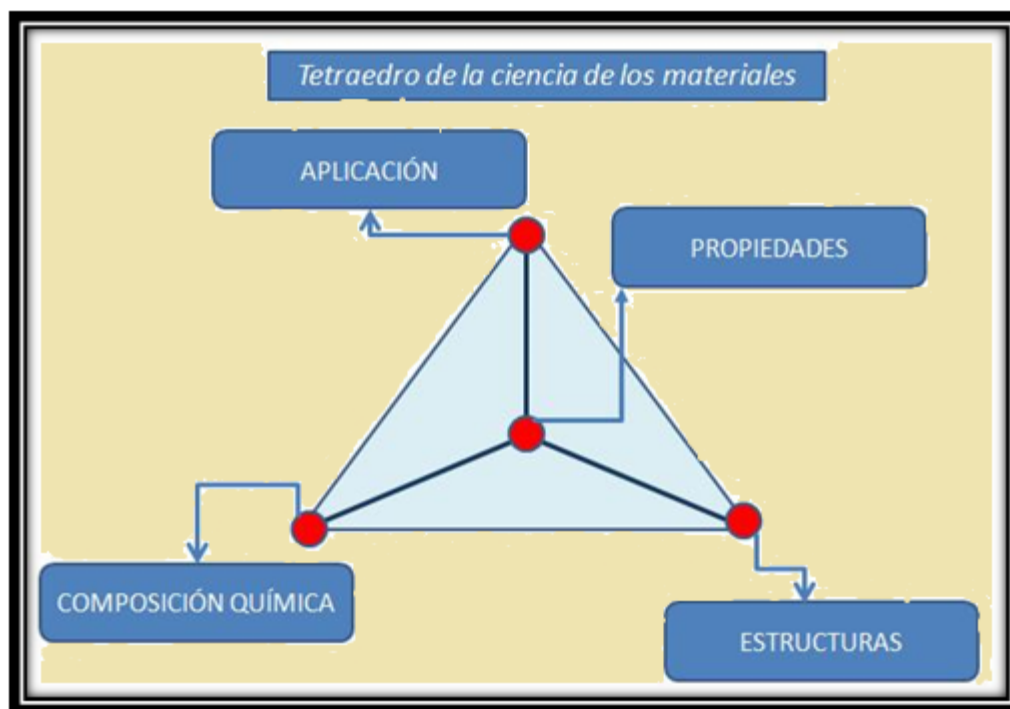 Tetraedro de la ciencia de los materiales
APLICACIÓN
PROPIEDADES
COMPOSICIÓN QUÍMICA
ESTRUCTURAS